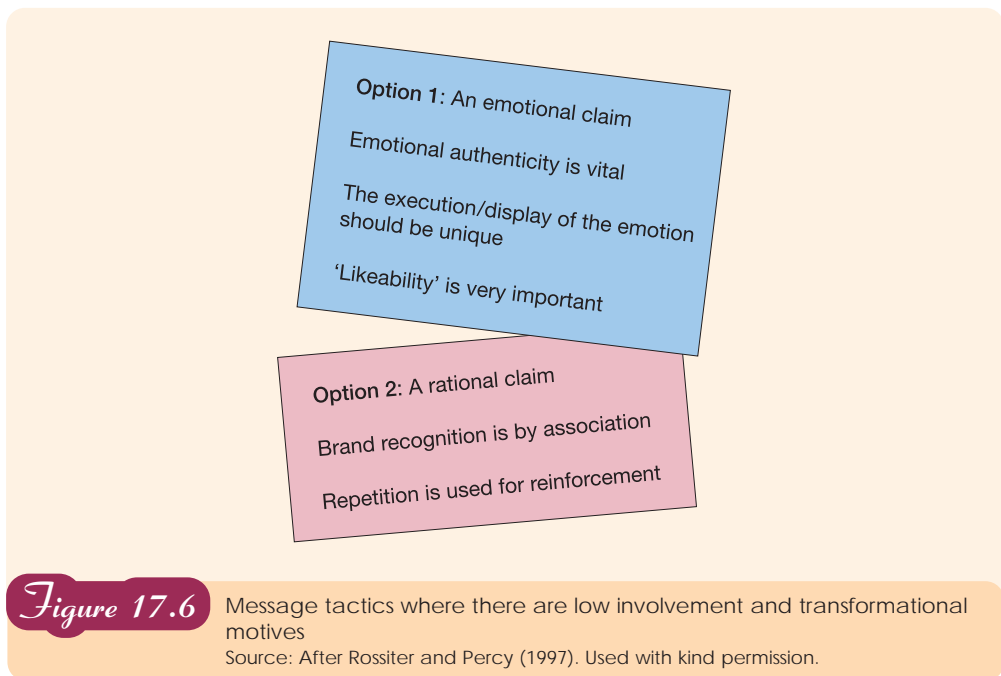 Option 1: An emotional claim
Emotional authenticity is vital
The execution/display of the emotion
should be unique
‘Likeability’ is very important
Option 2: A rational claim
Brand recognition is by association
Repetition is used for reinforcement
Figure 17.6
Message tactics where there are low involvement and transformational
motives
Source: After Rossiter and Percy (1997). Used with kind permission.